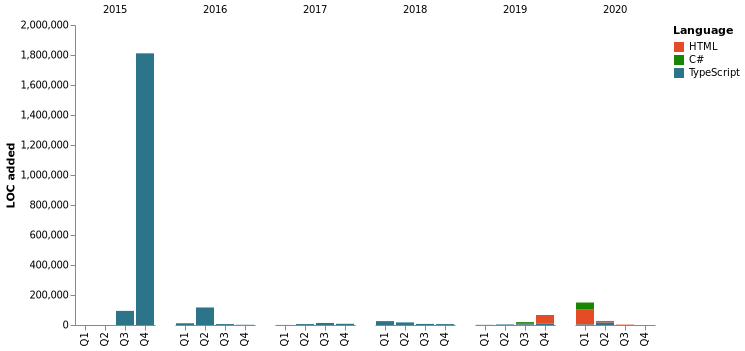 2015 2016 2017 2018 2019 2020
Language
HTML
C#
TypeScript
LOC added
2,000,000
1,800,000
1,600,000
1,400,000
1,200,000
1,000,000
800,000
600,000
400,000
200,000
0
Q1 Q2 Q3 Q4 Q1 Q2 Q3 Q4 Q1 Q2 Q3 Q4 Q1 Q2 Q3 Q4 Q1 Q2 Q3 Q4 Q1 Q2 Q3 Q4